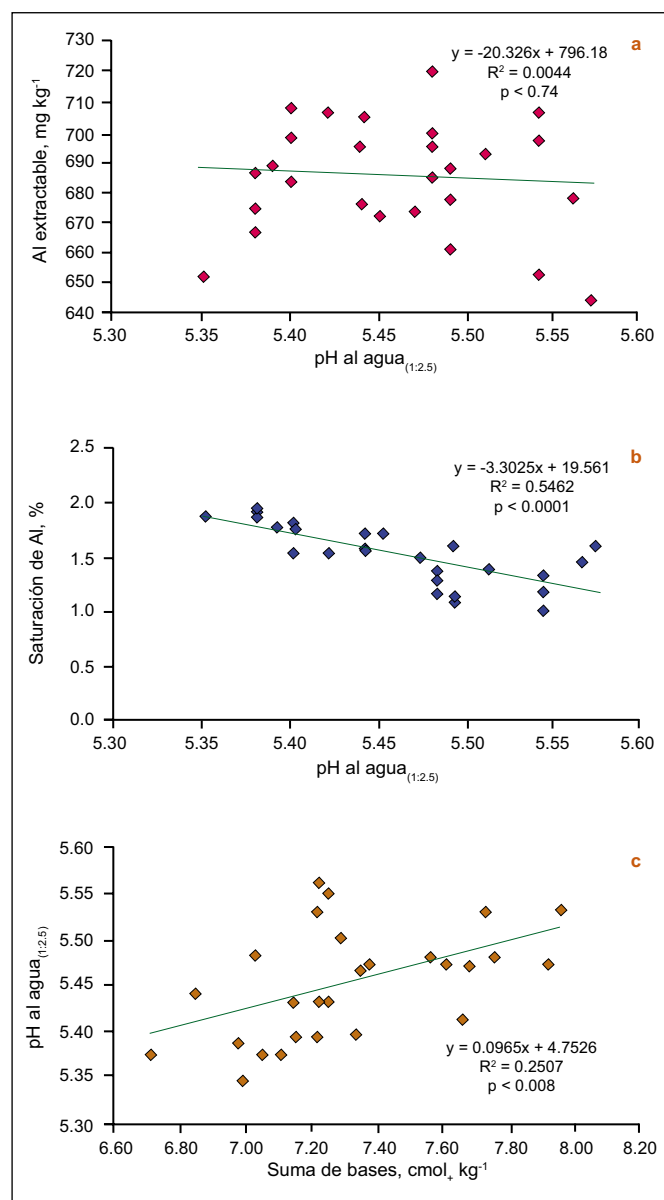 a
y = -20.326x + 796.18
R² = 0.0044
p < 0.74
Al extractable, mg kg⁻¹
730
720
710
700
690
680
670
660
650
640
5.30 5.35 5.40 5.45 5.50 5.55 5.60
pH al agua(1:2.5)
b
y = -3.3025x + 19.561
R² = 0.5462
p < 0.0001
Saturación de Al, %
2.5
2.0
1.5
1.0
0.5
0.0
5.30 5.35 5.40 5.45 5.50 5.55 5.60
pH al agua(1:2.5)
c
pH al agua(1:2.5)
5.60
5.55
5.50
5.45
5.40
5.35
5.30
y = 0.0965x + 4.7526
R² = 0.2507
p < 0.008
6.60 7.00 7.20 7.40 7.60 7.80 8.00 8.20
Suma de bases, cmol₊ kg⁻¹